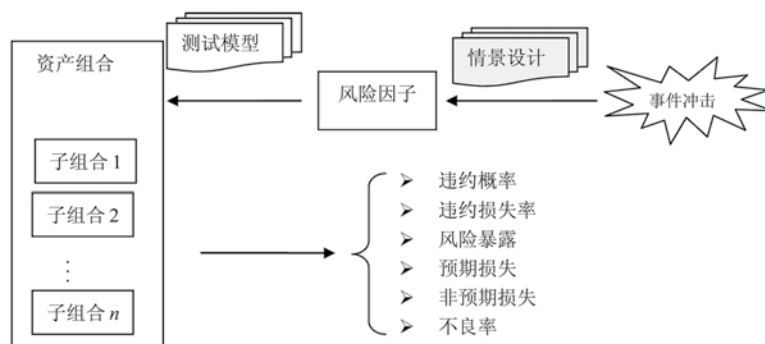 测试模型
情景设计
资产组合
风险因子
事件冲击
子组合 1
子组合 2
⋮
子组合 n
➢ 违约概率
➢ 违约损失率
➢ 风险暴露
➢ 预期损失
➢ 非预期损失
➢ 不良率